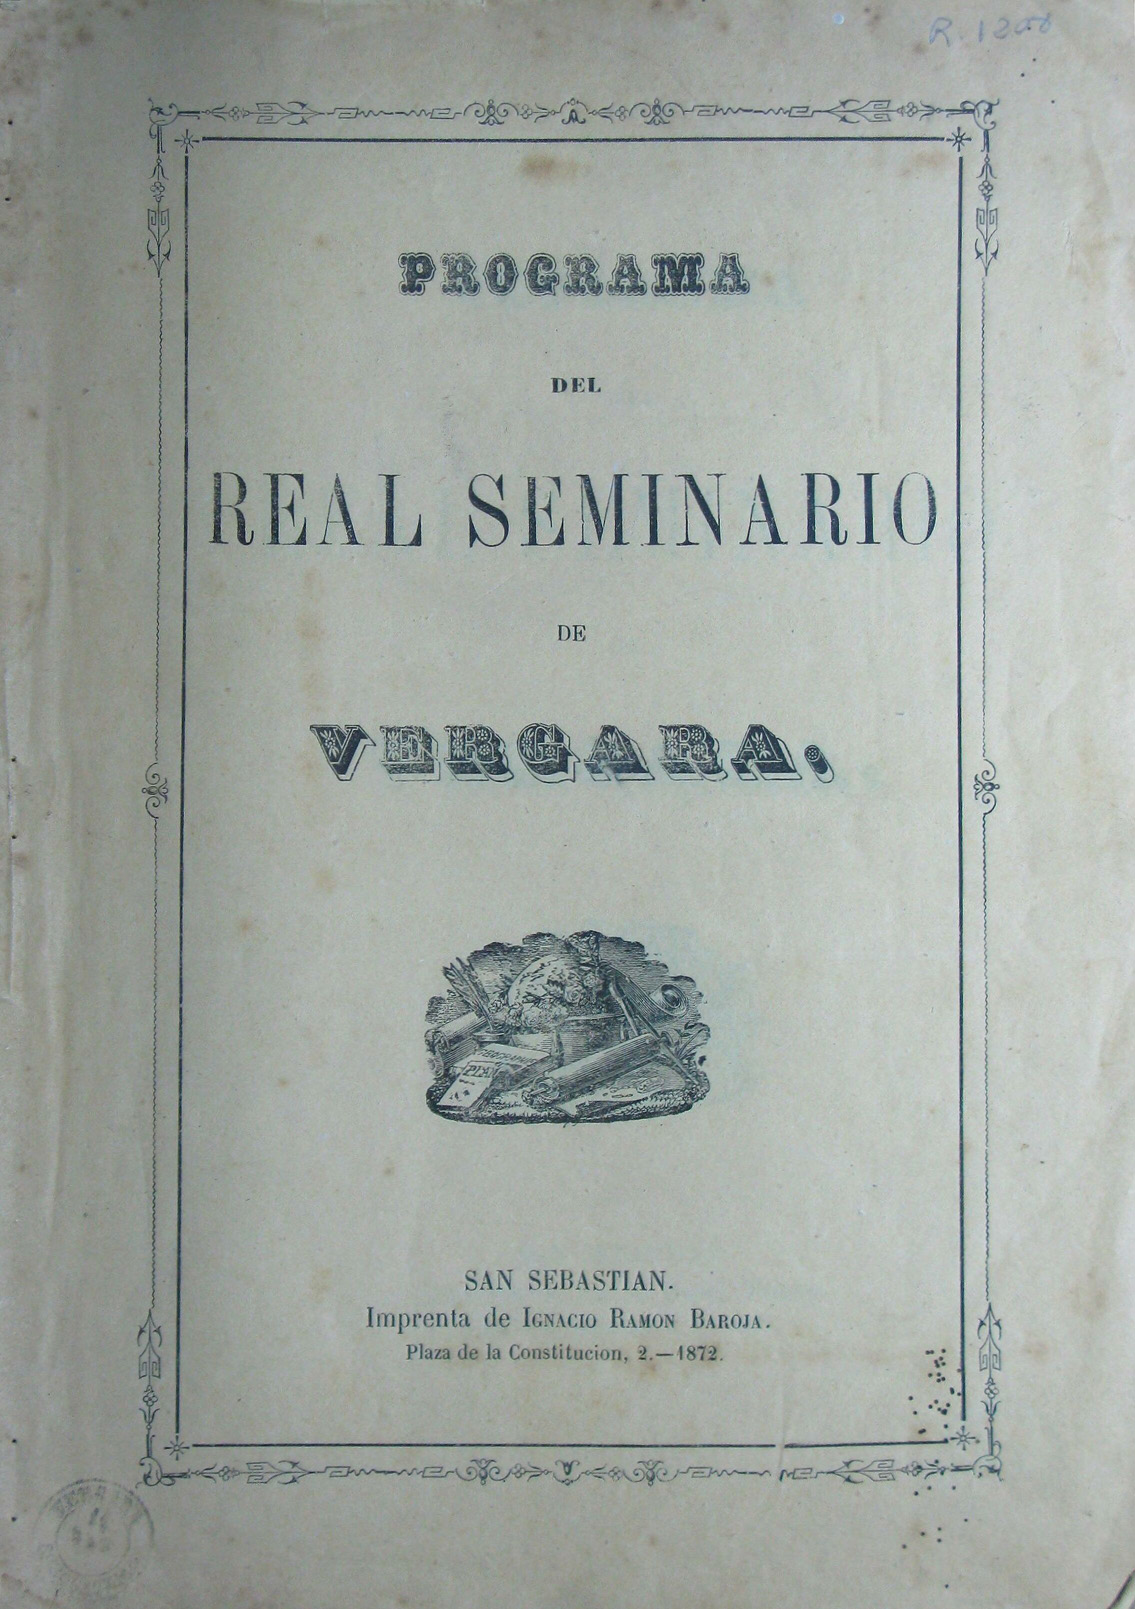 PROGRAMA
DEL
REAL SEMINARIO
DE
VERGARA.
PLAN
SAN SEBASTIAN.
Imprenta de IGNACIO RAMON BAROJA.
Plaza de la Constitucion, 2.—1872.